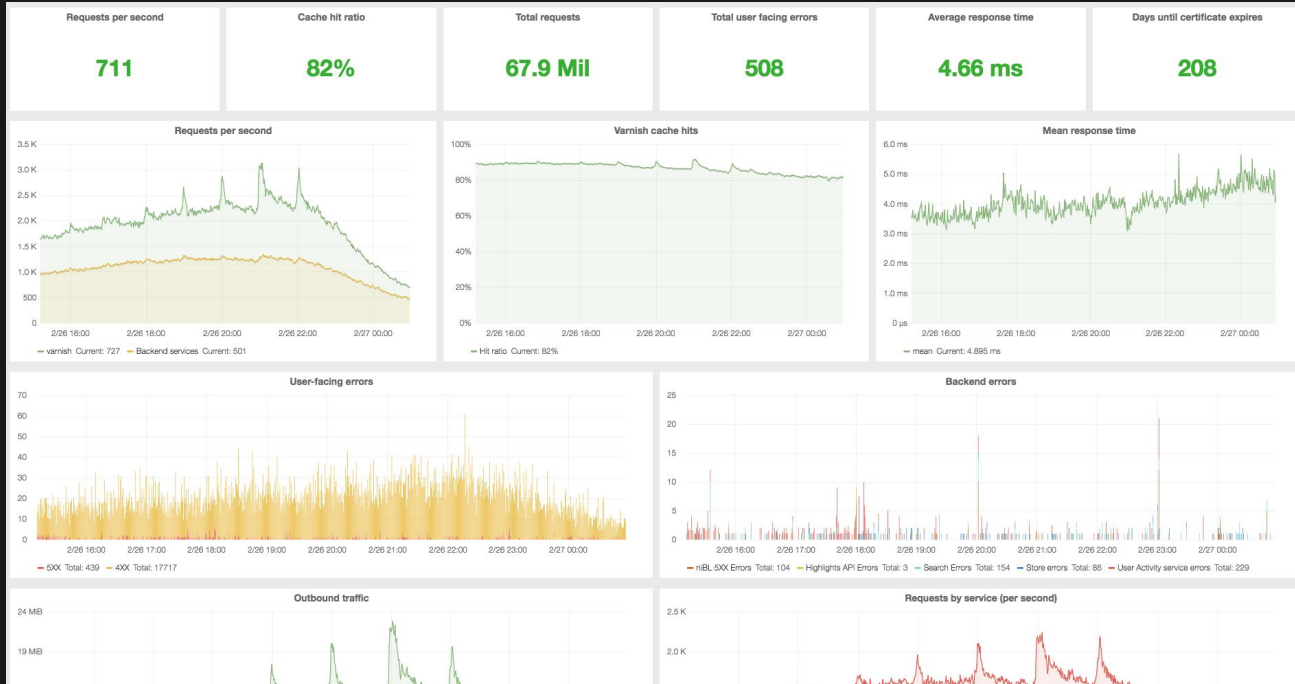 Requests per second
Cache hit ratio
Total requests
Total user facing errors
Average response time
Days until certificate expires
711
82%
67.9 Mil
508
4.66 ms
208
Requests per second
3.5 K
3.0 K
2.5 K
2.0 K
1.5 K
1.0 K
500
0
2/26 16:00 2/26 18:00 2/26 20:00 2/26 22:00 2/27 00:00
varnish Current: 727 Backend services Current: 501
Varnish cache hits
100%
80%
60%
40%
20%
0%
2/26 16:00 2/26 18:00 2/26 20:00 2/26 22:00 2/27 00:00
Hit ratio Current: 82%
Mean response time
6.0 ms
5.0 ms
4.0 ms
3.0 ms
2.0 ms
1.0 ms
0 µs
2/26 16:00 2/26 18:00 2/26 20:00 2/26 22:00 2/27 00:00
mean Current: 4.895 ms
User-facing errors
70
60
50
40
30
20
10
0
2/26 16:00 2/26 17:00 2/26 18:00 2/26 19:00 2/26 20:00 2/26 21:00 2/26 22:00 2/26 23:00 2/27 00:00
5XX Total: 439 4XX Total: 17717
Backend errors
25
20
15
10
5
0
2/26 16:00 2/26 17:00 2/26 18:00 2/26 19:00 2/26 20:00 2/26 21:00 2/26 22:00 2/26 23:00 2/27 00:00
niBL 5XX Errors Total: 104 Highlights API Errors Total: 3 Search Errors Total: 154 Store errors Total: 86 User Activity service errors Total: 229
Outbound traffic
24 MiB
19 MiB
Requests by service (per second)
2.5 K
2.0 K